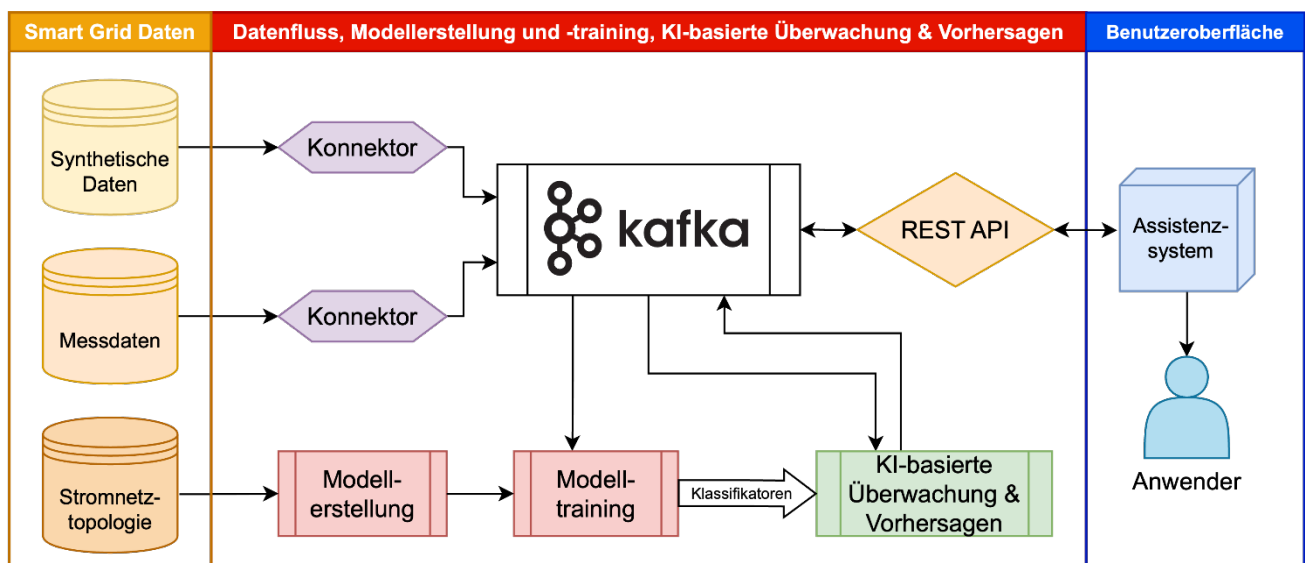 Smart Grid Daten
Datenfluss, Modellerstellung und -training, KI-basierte Überwachung & Vorhersagen
Benutzeroberfläche
Synthetische
Daten
Konnektor
kafka
REST API
Assistenz-
system
Messdaten
Konnektor
Stromnetz-
topologie
Modell-
erstellung
Modell-
training
Klassifikatoren
KI-basierte
Überwachung &
Vorhersagen
Anwender